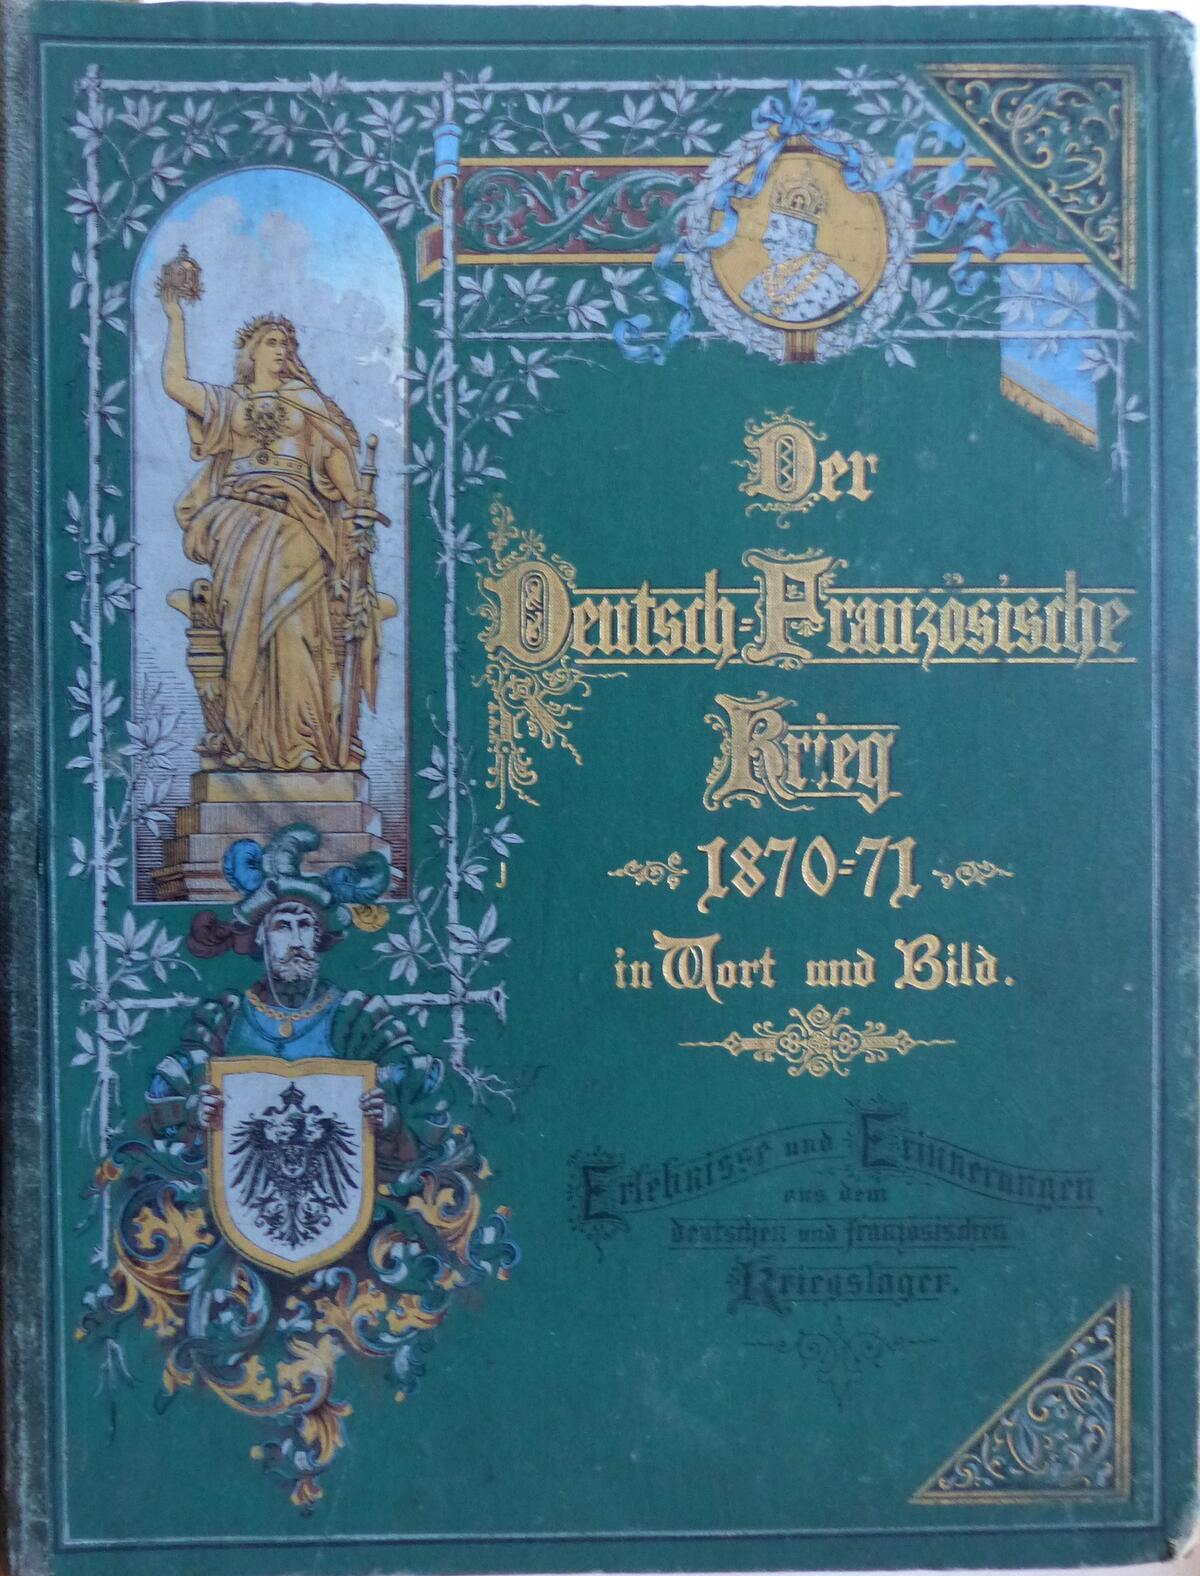 Der
Deutsch=Französische
Krieg
1870=71
in Wort und Bild.
Erlebnisse und Erinnerungen
aus dem
deutschen und französischen
Kriegslager.